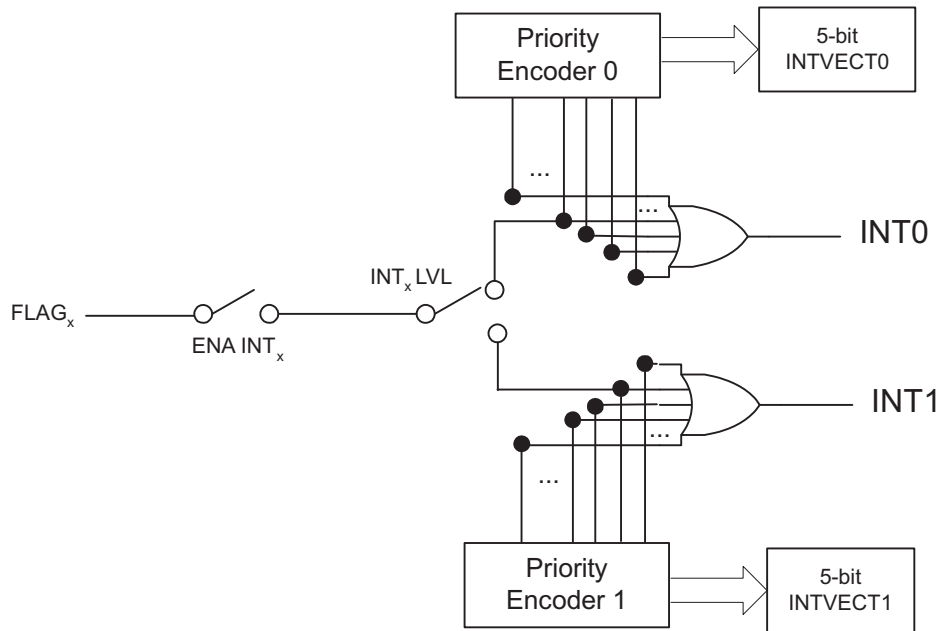 Priority
Encoder 0
5-bit
INTVECT0
...
...
INT0
INTₓ LVL
FLAGₓ
ENA INTₓ
INT1
...
...
Priority
Encoder 1
5-bit
INTVECT1